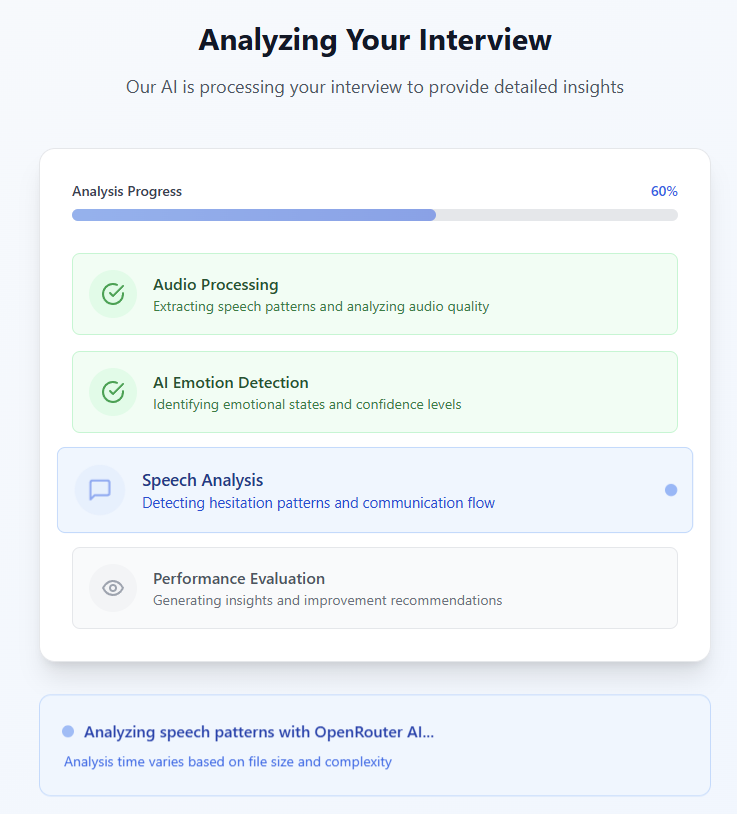 Analyzing Your Interview
Our AI is processing your interview to provide detailed insights
Analysis Progress
60%
Audio Processing
Extracting speech patterns and analyzing audio quality
AI Emotion Detection
Identifying emotional states and confidence levels
Speech Analysis
Detecting hesitation patterns and communication flow
Performance Evaluation
Generating insights and improvement recommendations
Analyzing speech patterns with OpenRouter AI...
Analysis time varies based on file size and complexity